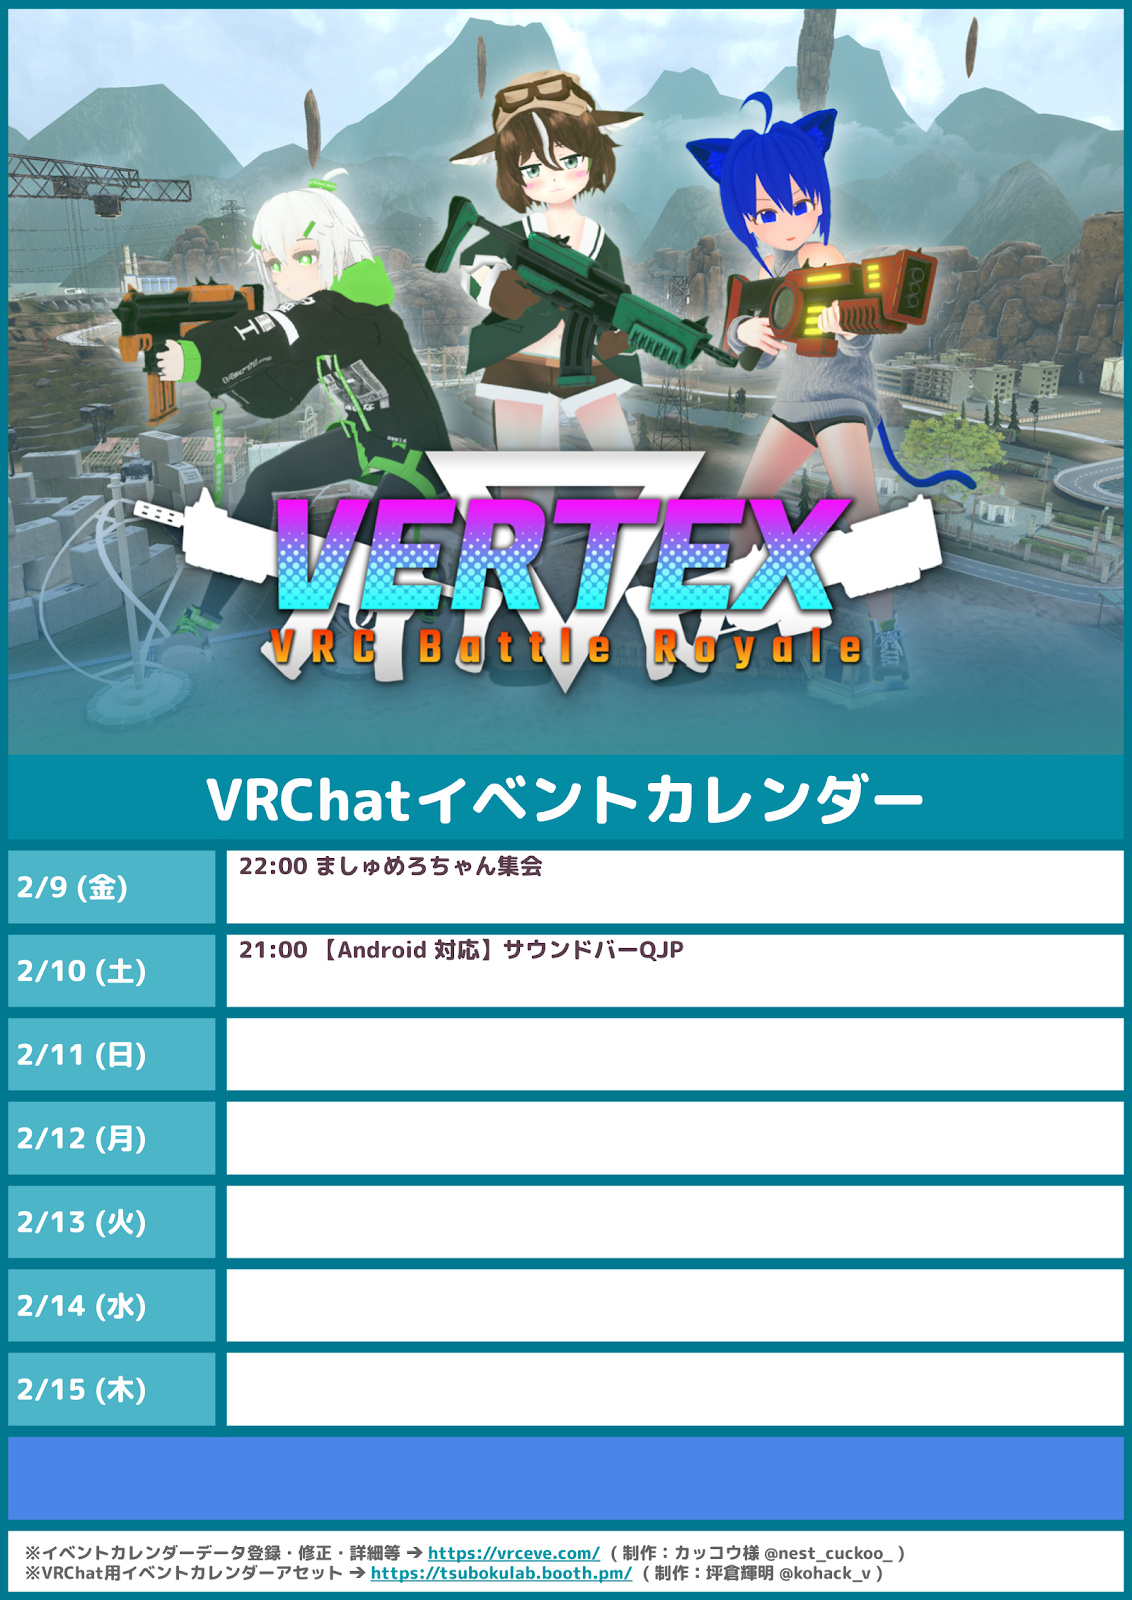 VERTEX
VRC Battle Royale
VRChatイベントカレンダー
2/9 (金)
22:00 ましゅめろちゃん集会
2/10 (土)
21:00 【Android 対応】サウンドバーQJP
2/11 (日)
2/12 (月)
2/13 (火)
2/14 (水)
2/15 (木)
※イベントカレンダーデータ登録・修正・詳細等 ➔ https://vrceve.com/ ( 制作：カッコウ様 @nest_cuckoo_ )
※VRChat用イベントカレンダーアセット ➔ https://tsubokulab.booth.pm/ ( 制作：坪倉輝明 @kohack_v )